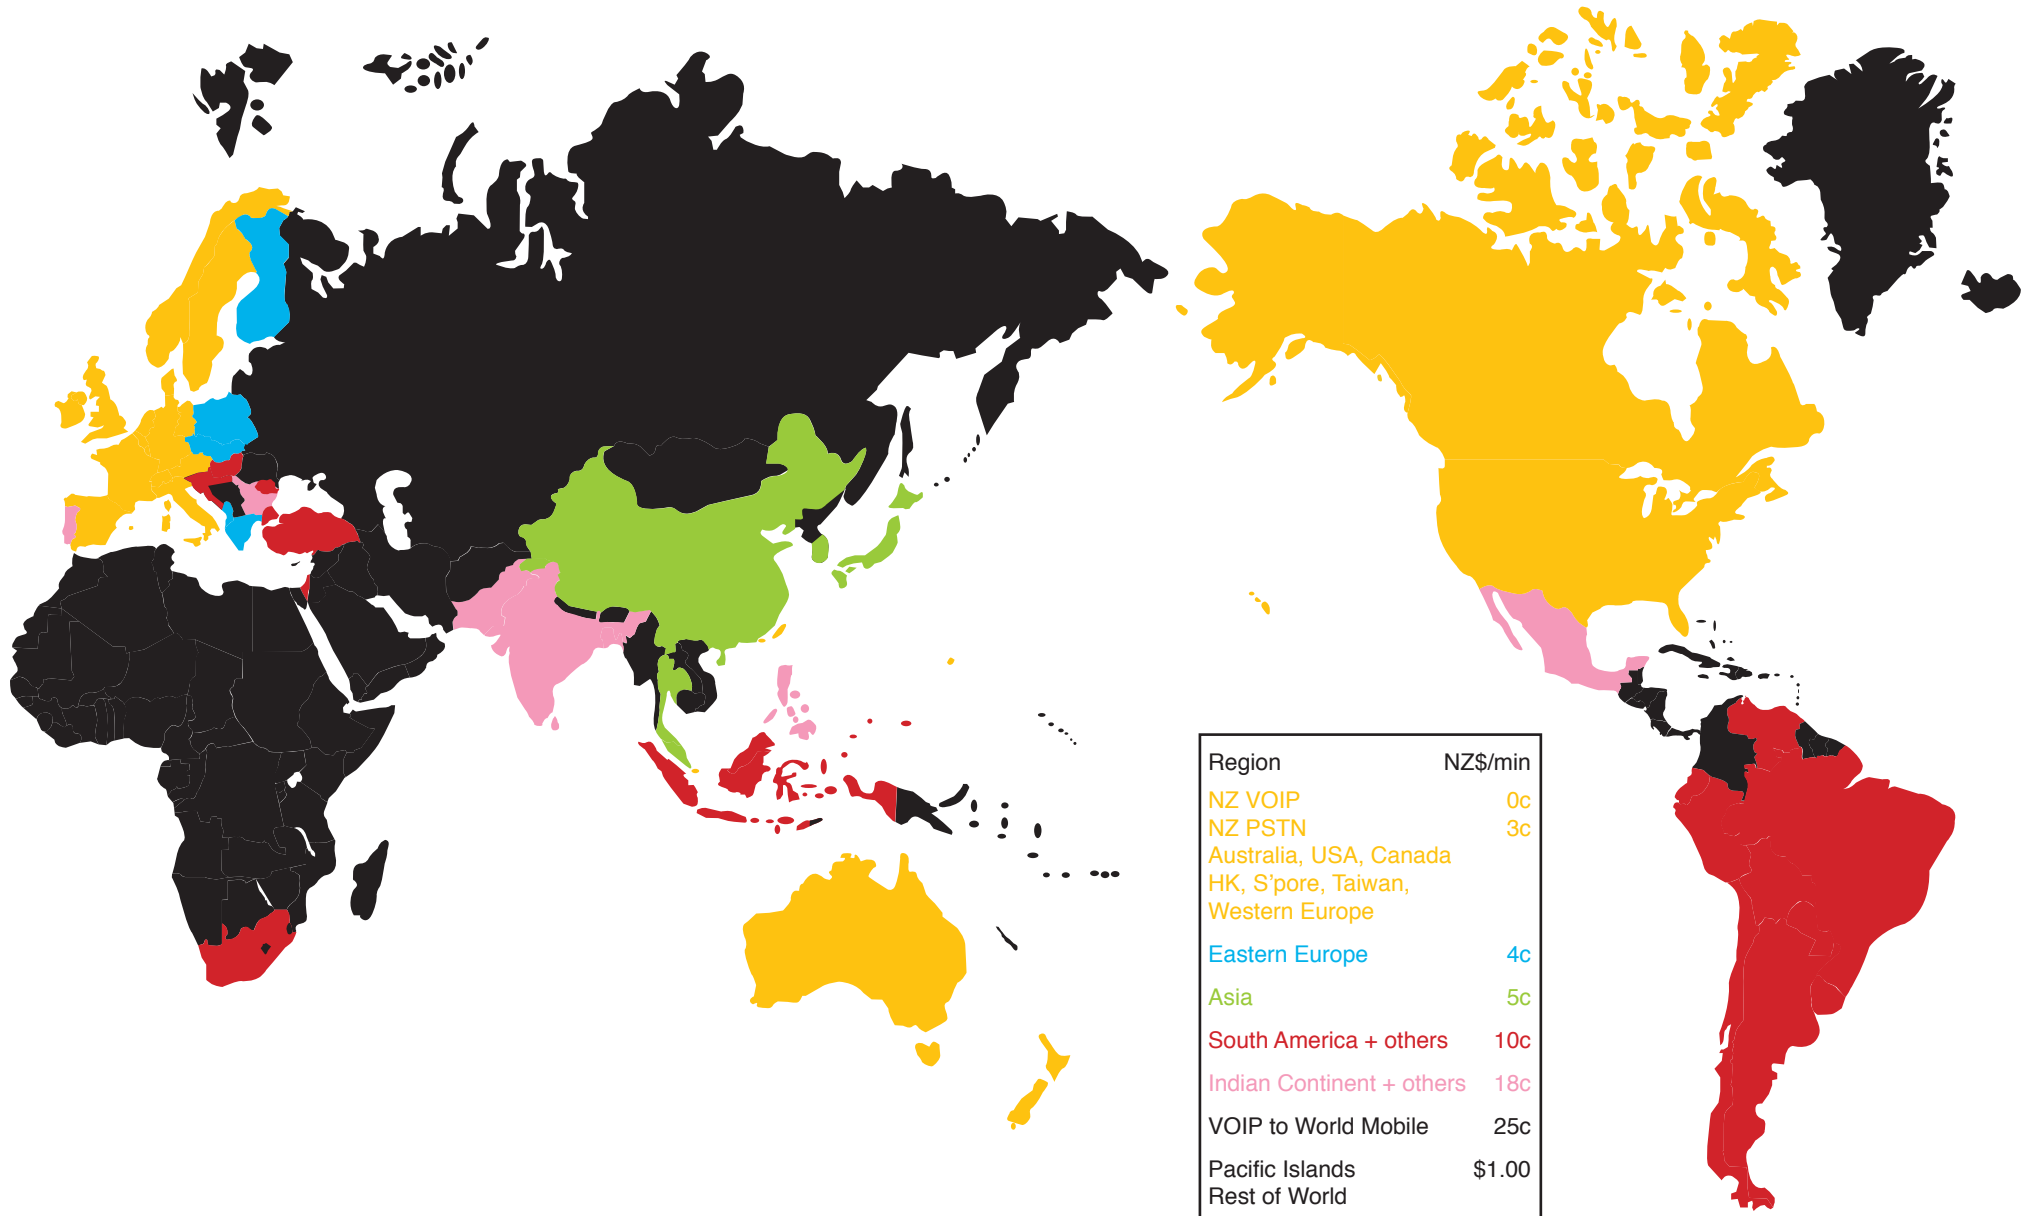 Region NZ$/min
NZ VOIP 0c
NZ PSTN 3c
Australia, USA, Canada
HK, S'pore, Taiwan,
Western Europe
Eastern Europe 4c
Asia 5c
South America + others 10c
Indian Continent + others 18c
VOIP to World Mobile 25c
Pacific Islands $1.00
Rest of World